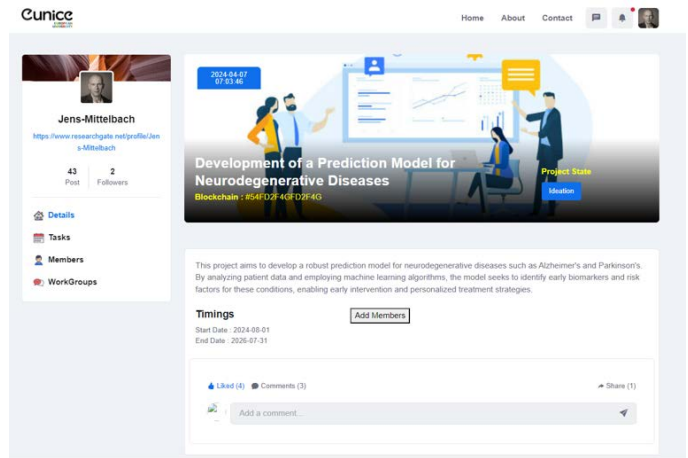 eunice
EUROPEAN
UNIVERSITY
Home About Contact
Jens-Mittelbach
https://www.researchgate.net/profile/Jen
s-Mittelbach
43 2
Post Followers
Details
Tasks
Members
WorkGroups
2024-04-07
07:03:46
Development of a Prediction Model for
Neurodegenerative Diseases
Blockchain : #54FD2F4GFD2F4G
Project State
Ideation
This project aims to develop a robust prediction model for neurodegenerative diseases such as Alzheimer's and Parkinson's.
By analyzing patient data and employing machine learning algorithms, the model seeks to identify early biomarkers and risk
factors for these conditions, enabling early intervention and personalized treatment strategies.
Timings
Add Members
Start Date : 2024-08-01
End Date : 2026-07-31
Liked (4) Comments (3) Share (1)
Add a comment...